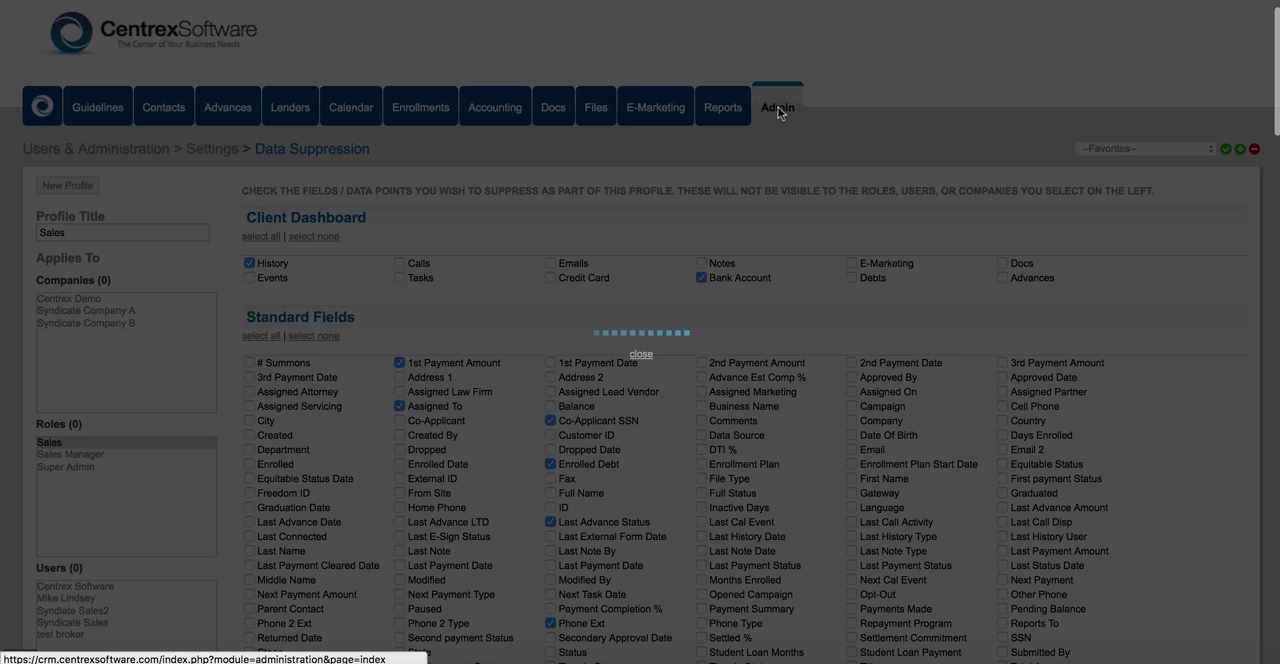 CentrexSoftware
The Center of Your Business Needs
Guidelines Contacts Advances Lenders Calendar Enrollments Accounting Docs Files E-Marketing Reports Admin
Users & Administration > Settings > Data Suppression
--Favorites--
New Profile
CHECK THE FIELDS / DATA POINTS YOU WISH TO SUPPRESS AS PART OF THIS PROFILE. THESE WILL NOT BE VISIBLE TO THE ROLES, USERS, OR COMPANIES YOU SELECT ON THE LEFT.
Profile Title
Sales
Applies To
Companies (0)
Centrex Demo
Syndicate Company A
Syndicate Company B
Roles (0)
Sales
Sales Manager
Super Admin
Users (0)
Centrex Software
Mike Lindsey
Syndiate Sales2
Syndicate Sales
test broker
Client Dashboard
select all | select none
History Calls Emails Notes E-Marketing Docs
Events Tasks Credit Card Bank Account Debts Advances
Standard Fields
select all | select none
close
# Summons 1st Payment Amount 1st Payment Date 2nd Payment Amount 2nd Payment Date 3rd Payment Amount
3rd Payment Date Address 1 Address 2 Advance Est Comp % Approved By Approved Date
Assigned Attorney Assigned Law Firm Assigned Lead Vendor Assigned Marketing Assigned On Assigned Partner
Assigned Servicing Assigned To Balance Business Name Campaign Cell Phone
City Co-Applicant Co-Applicant SSN Comments Company Country
Created Created By Customer ID Data Source Date Of Birth Days Enrolled
Department Dropped Dropped Date DTI % Email Email 2
Enrolled Enrolled Date Enrolled Debt Enrollment Plan Enrollment Plan Start Date Equitable Status
Equitable Status Date External ID Fax File Type First Name First payment Status
Freedom ID From Site Full Name Full Status Gateway Graduated
Graduation Date Home Phone ID Inactive Days Language Last Advance Amount
Last Advance Date Last Advance LTD Last Advance Status Last Cal Event Last Call Activity Last Call Disp
Last Connected Last E-Sign Status Last External Form Date Last History Date Last History Type Last History User
Last Name Last Note Last Note By Last Note Date Last Note Type Last Payment Amount
Last Payment Cleared Date Last Payment Date Last Payment Date Last Payment Status Last Payment Status Last Status Date
Middle Name Modified Modified By Months Enrolled Next Cal Event Next Payment
Next Payment Amount Next Payment Type Next Task Date Opened Campaign Opt-Out Other Phone
Parent Contact Paused Payment Completion % Payment Summary Payments Made Pending Balance
Phone 2 Ext Phone 2 Type Phone Ext Phone Type Repayment Program Reports To
Returned Date Second payment Status Secondary Approval Date Settled % Settlement Commitment SSN
Stage State Status Student Loan Months Student Loan Payment Submitted By
https://crm.centrexsoftware.com/index.php?module=administration&page=index